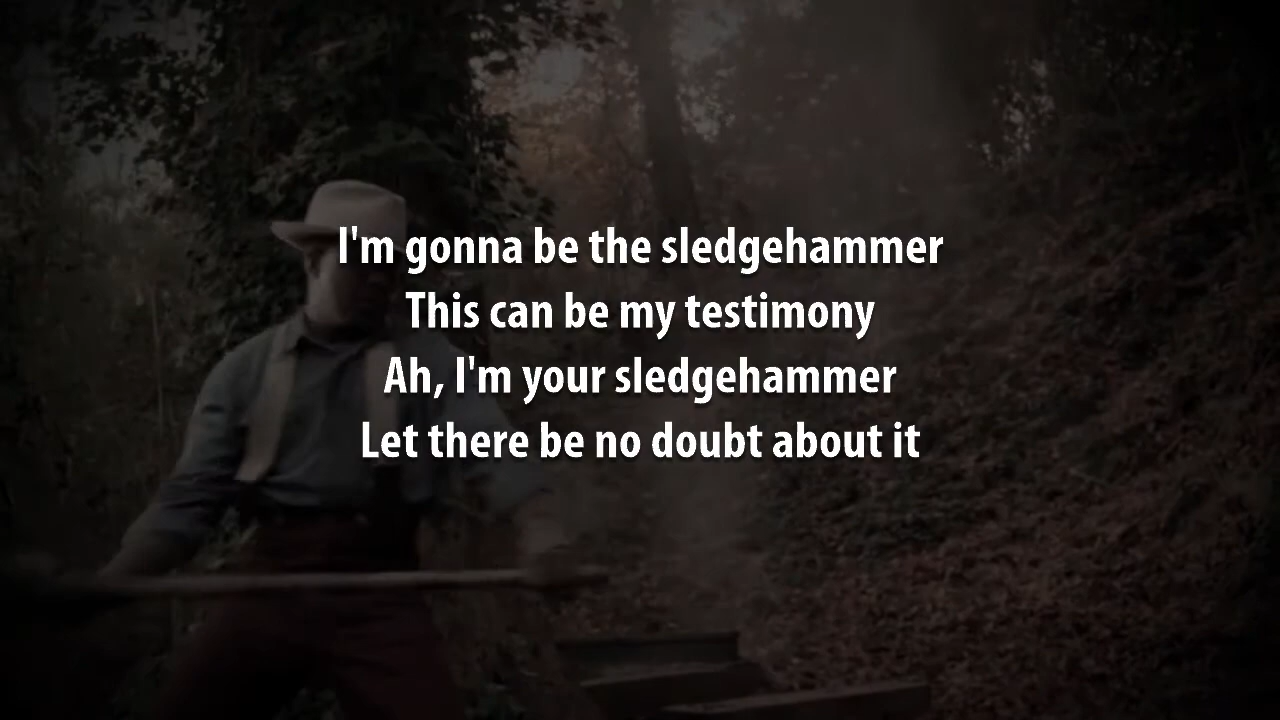 I'm gonna be the sledgehammer
This can be my testimony
Ah, I'm your sledgehammer
Let there be no doubt about it